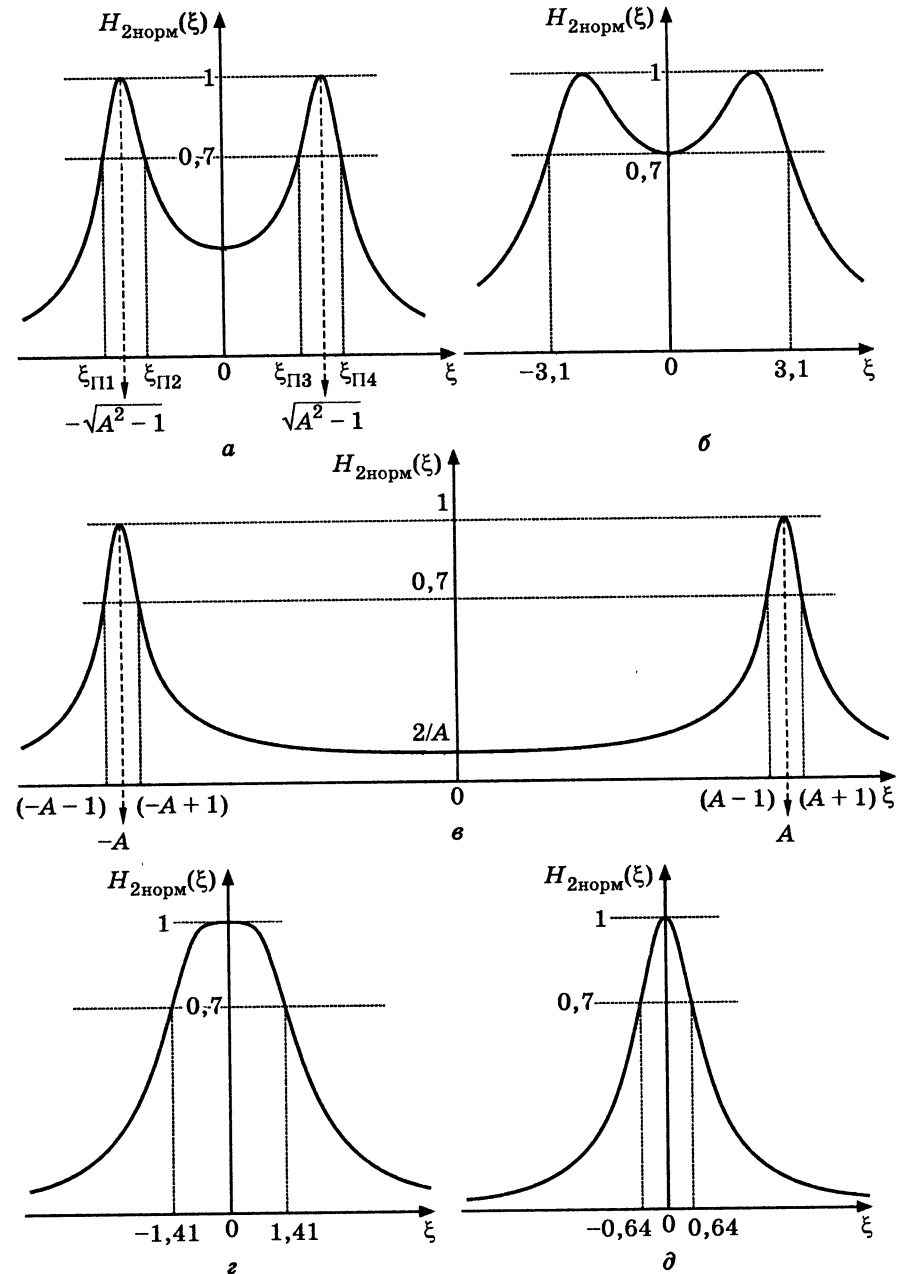 H₂норм(ξ)
1
0,7
ξП1 ξП2 0 ξП3 ξП4 ξ
−√(A² − 1) √(A² − 1)
а
H₂норм(ξ)
1
0,7
−3,1 0 3,1 ξ
б
H₂норм(ξ)
1
0,7
2/A
(−A − 1) (−A + 1) 0 (A − 1) (A + 1) ξ
−A A
в
H₂норм(ξ)
1
0,7
−1,41 0 1,41 ξ
г
H₂норм(ξ)
1
0,7
−0,64 0 0,64 ξ
д